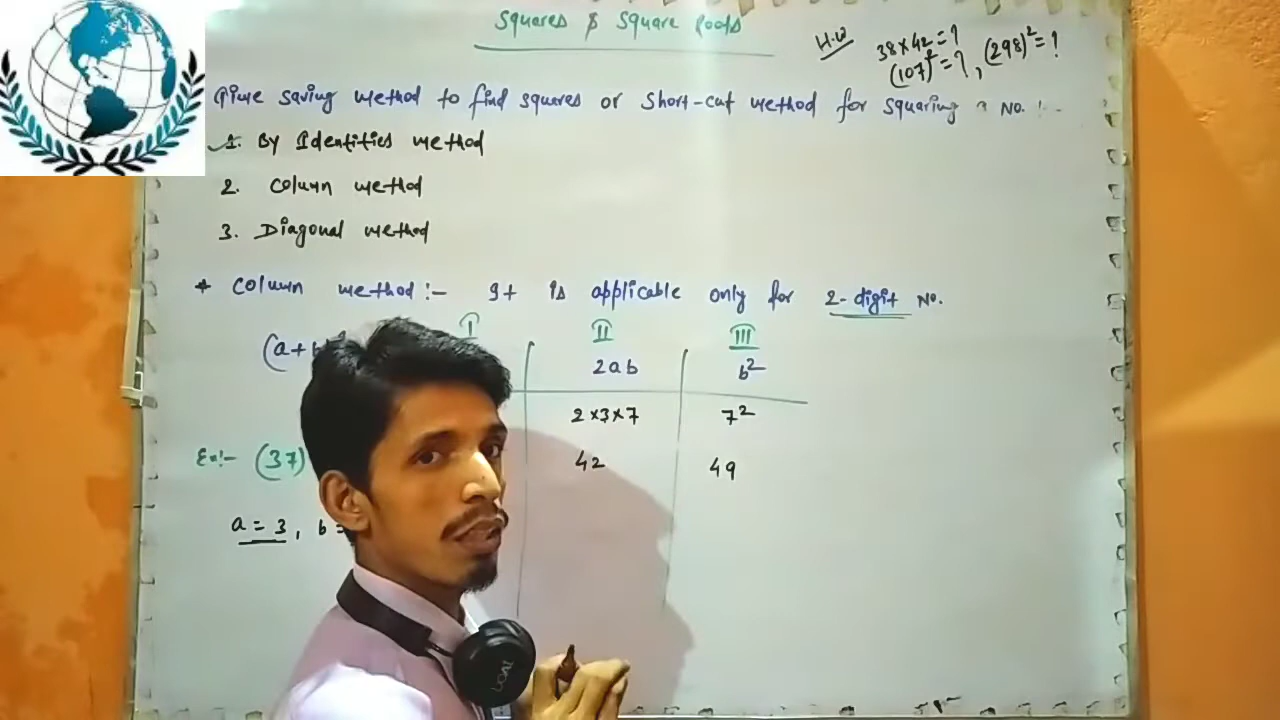 Squares & Square Roots
H.W 38×42=?
(107)²=?, (298)²=?
Time saving method to find squares or Short-cut method for squaring a No. :-
1. By Identities method
2. Column method
3. Diagonal method
* Column method :- It is applicable only for 2-digit No.
I II III
(a+ 2ab b²
2×3×7 7²
Ex:- (37) 42 49
a = 3, b =